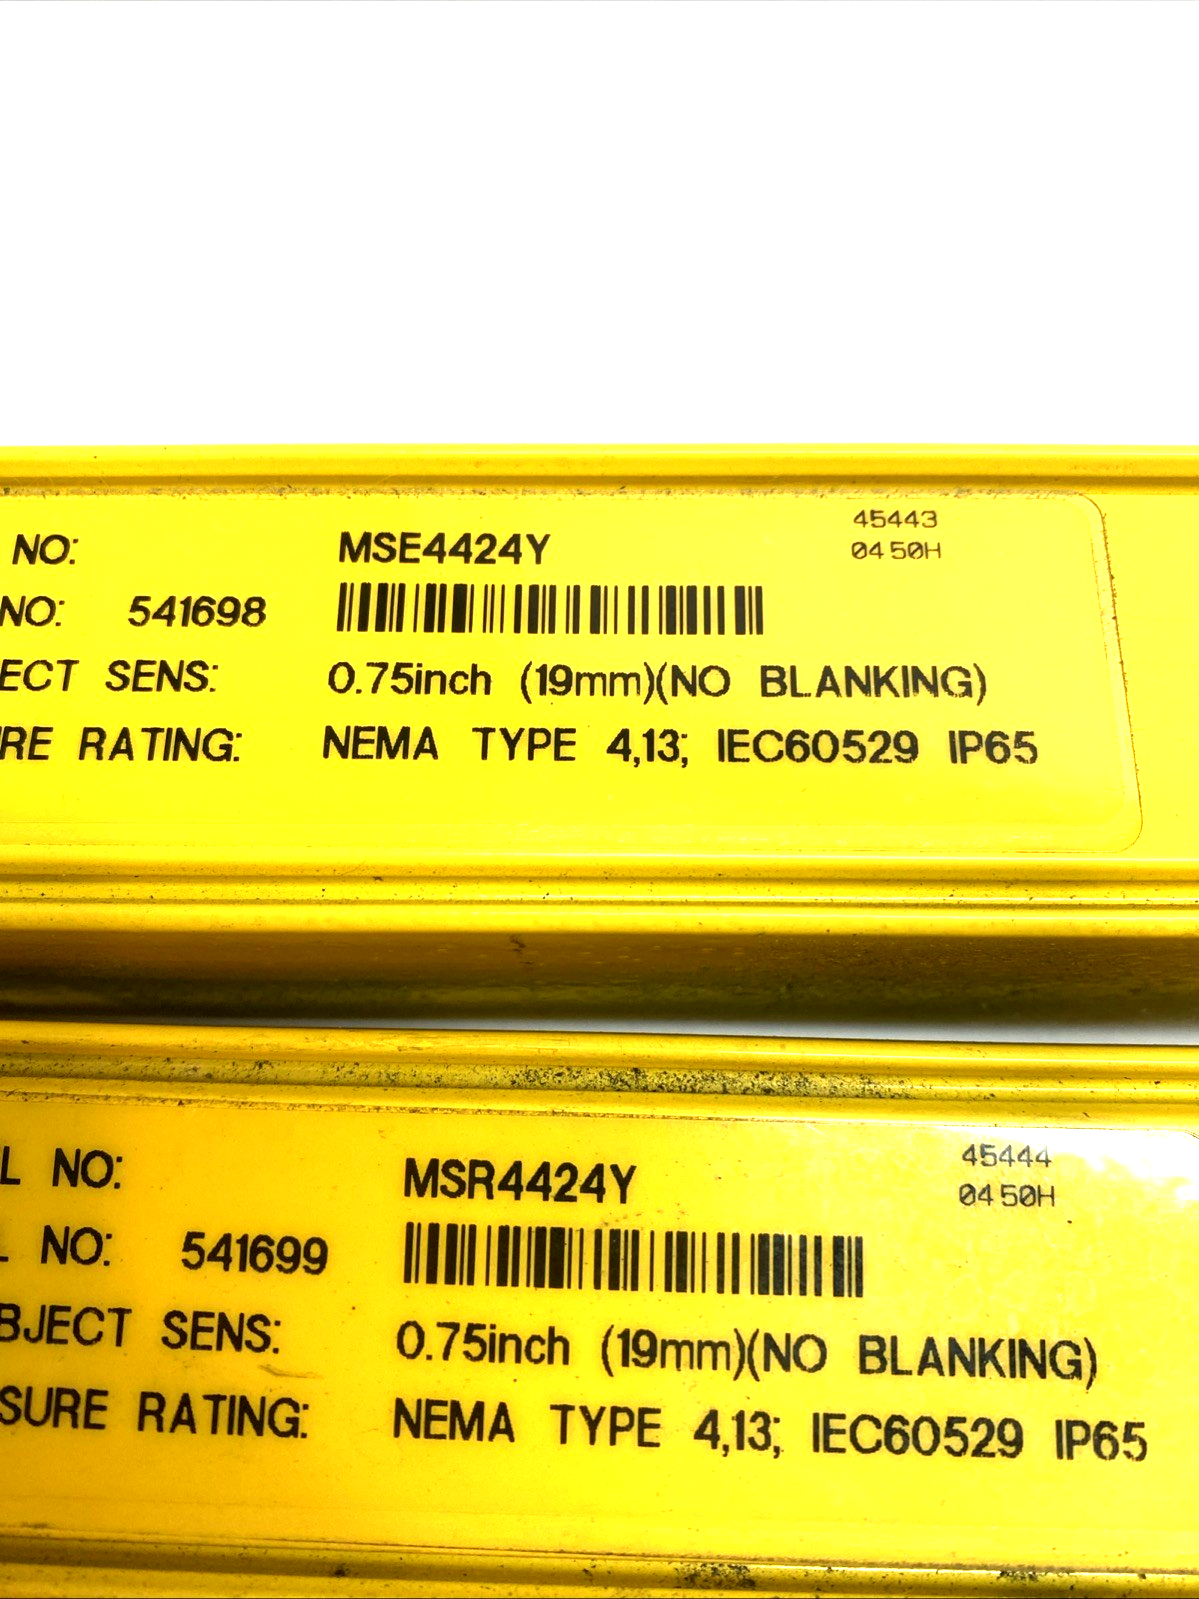 NO: MSE4424Y 45443
0450H
NO: 541698
ECT SENS: 0.75inch (19mm)(NO BLANKING)
RE RATING: NEMA TYPE 4,13; IEC60529 IP65
L NO: MSR4424Y 45444
0450H
L NO: 541699
BJECT SENS: 0.75inch (19mm)(NO BLANKING)
SURE RATING: NEMA TYPE 4,13; IEC60529 IP65